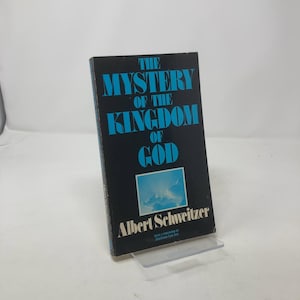 THE
MYSTERY
OF THE
KINGDOM
OF
GOD
Albert Schweitzer